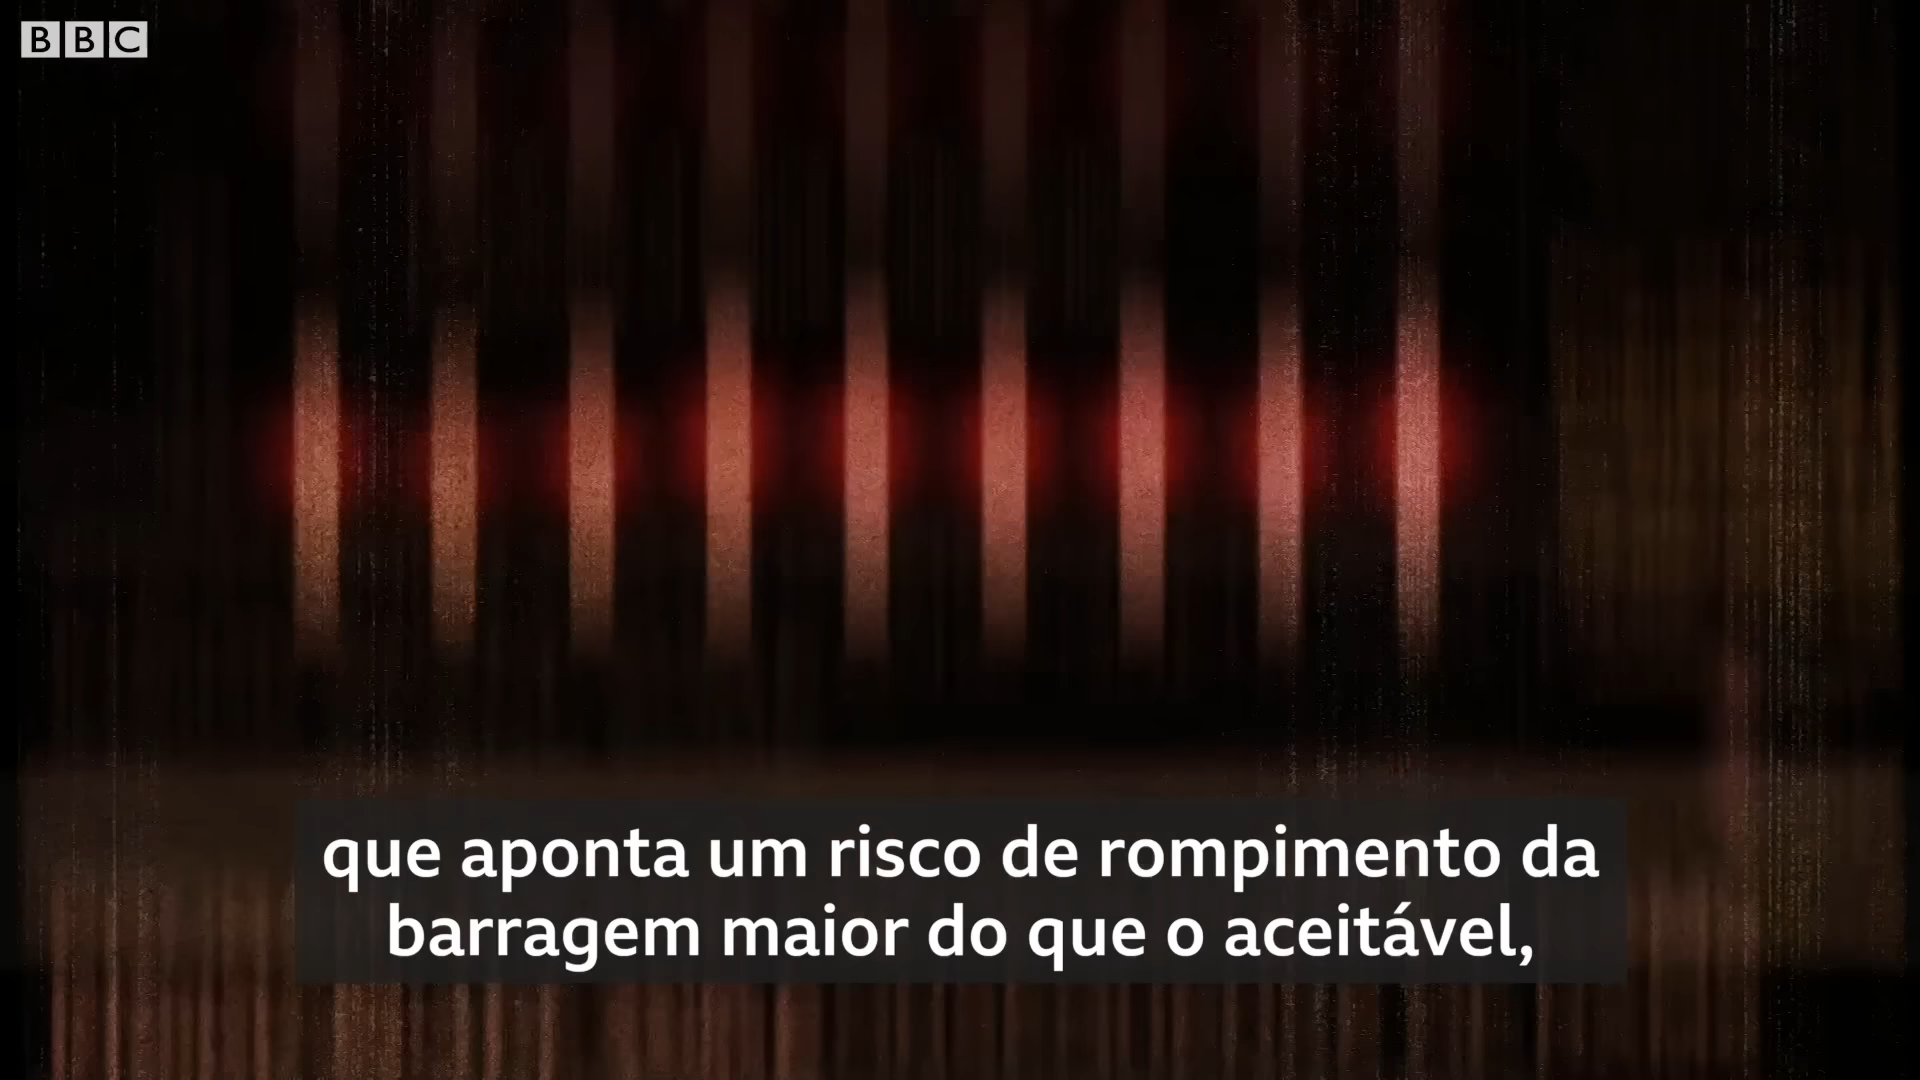 BBC
que aponta um risco de rompimento da
barragem maior do que o aceitável,